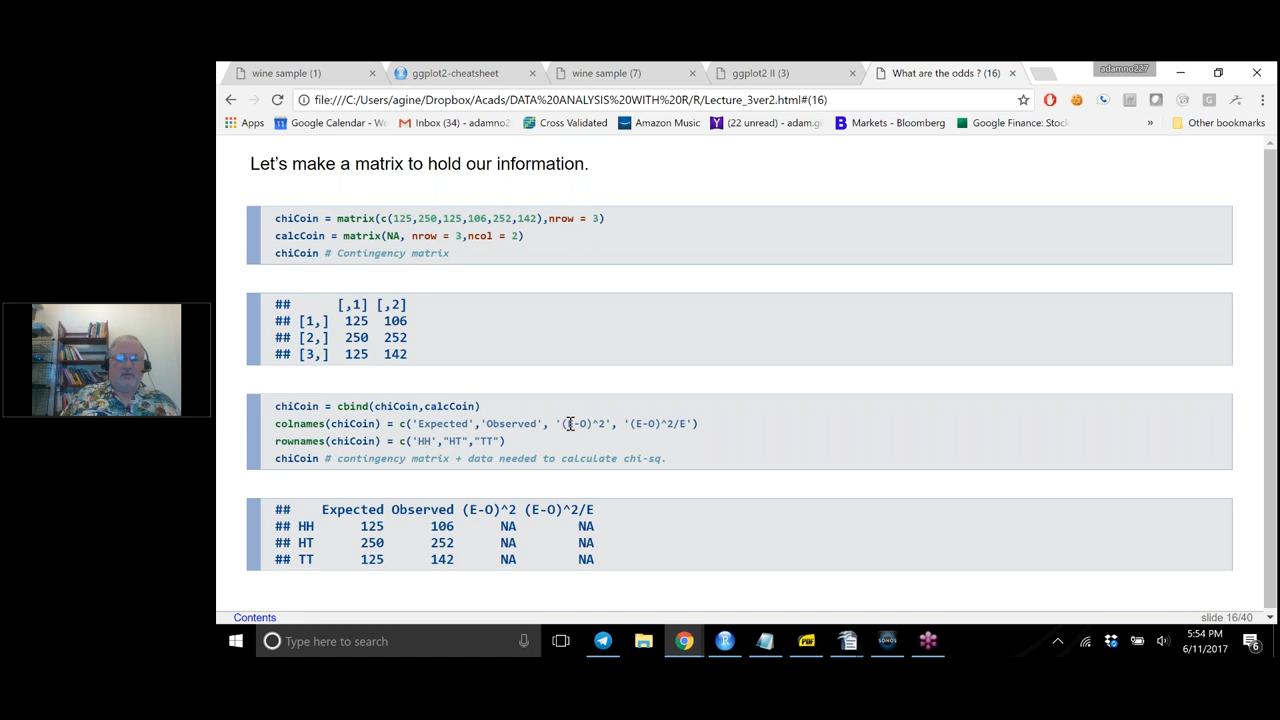 wine sample (1)
ggplot2-cheatsheet
wine sample (7)
ggplot2 II (3)
What are the odds ? (16)
adamno227
file:///C:/Users/agine/Dropbox/Acads/DATA%20ANALYSIS%20WITH%20R/R/Lecture_3ver2.html#(16)
Apps
Google Calendar - We
Inbox (34) - adamno2
Cross Validated
Amazon Music
(22 unread) - adam.g
Markets - Bloomberg
Google Finance: Stock
»
Other bookmarks
Let's make a matrix to hold our information.
chiCoin = matrix(c(125,250,125,106,252,142),nrow = 3)
calcCoin = matrix(NA, nrow = 3,ncol = 2)
chiCoin # Contingency matrix
## [,1] [,2]
## [1,] 125 106
## [2,] 250 252
## [3,] 125 142
chiCoin = cbind(chiCoin,calcCoin)
colnames(chiCoin) = c('Expected','Observed', '(E-O)^2', '(E-O)^2/E')
rownames(chiCoin) = c('HH',"HT","TT")
chiCoin # contingency matrix + data needed to calculate chi-sq.
## Expected Observed (E-O)^2 (E-O)^2/E
## HH 125 106 NA NA
## HT 250 252 NA NA
## TT 125 142 NA NA
Contents
slide 16/40
Type here to search
PDF
SONOS
5:54 PM
6/11/2017
6